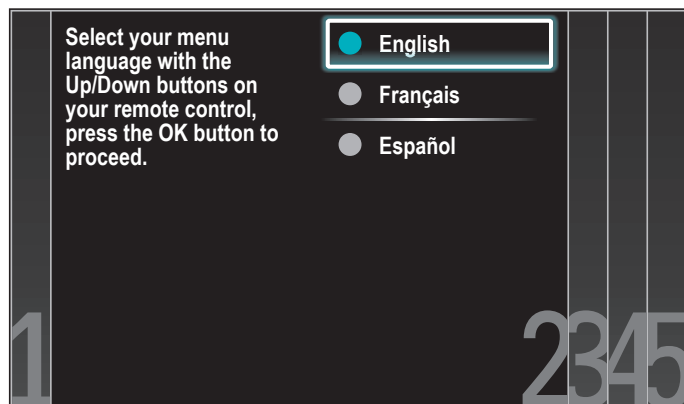 Select your menu
language with the
Up/Down buttons on
your remote control,
press the OK button to
proceed.
English
Français
Español
1
2
3
4
5